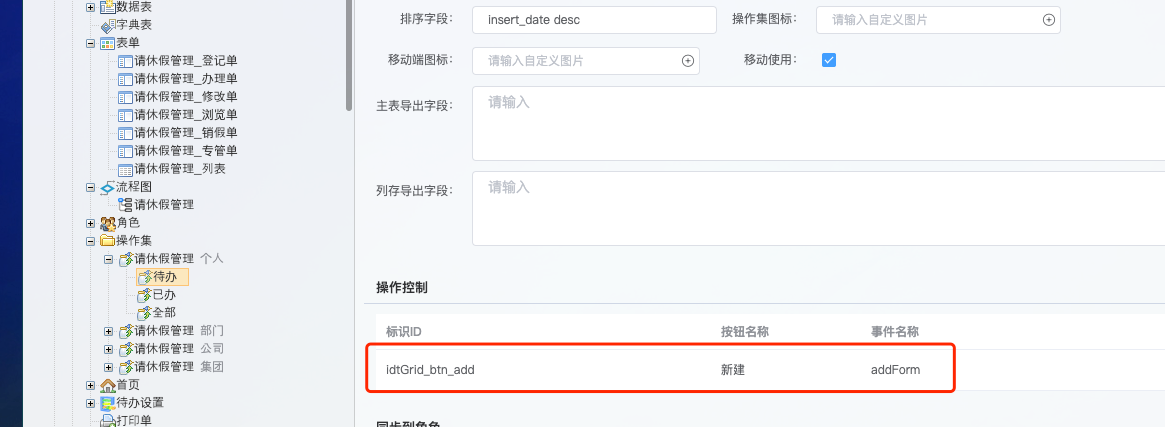 数据表
字典表
表单
请休假管理_登记单
请休假管理_办理单
请休假管理_修改单
请休假管理_浏览单
请休假管理_销假单
请休假管理_专管单
请休假管理_列表
流程图
请休假管理
角色
操作集
请休假管理 个人
待办
已办
全部
请休假管理 部门
请休假管理 公司
请休假管理 集团
首页
待办设置
打印单
排序字段: insert_date desc 操作集图标: 请输入自定义图片
移动端图标: 请输入自定义图片 移动使用:
主表导出字段: 请输入
列存导出字段: 请输入
操作控制
标识ID 按钮名称 事件名称
idtGrid_btn_add 新建 addForm
同步到角色